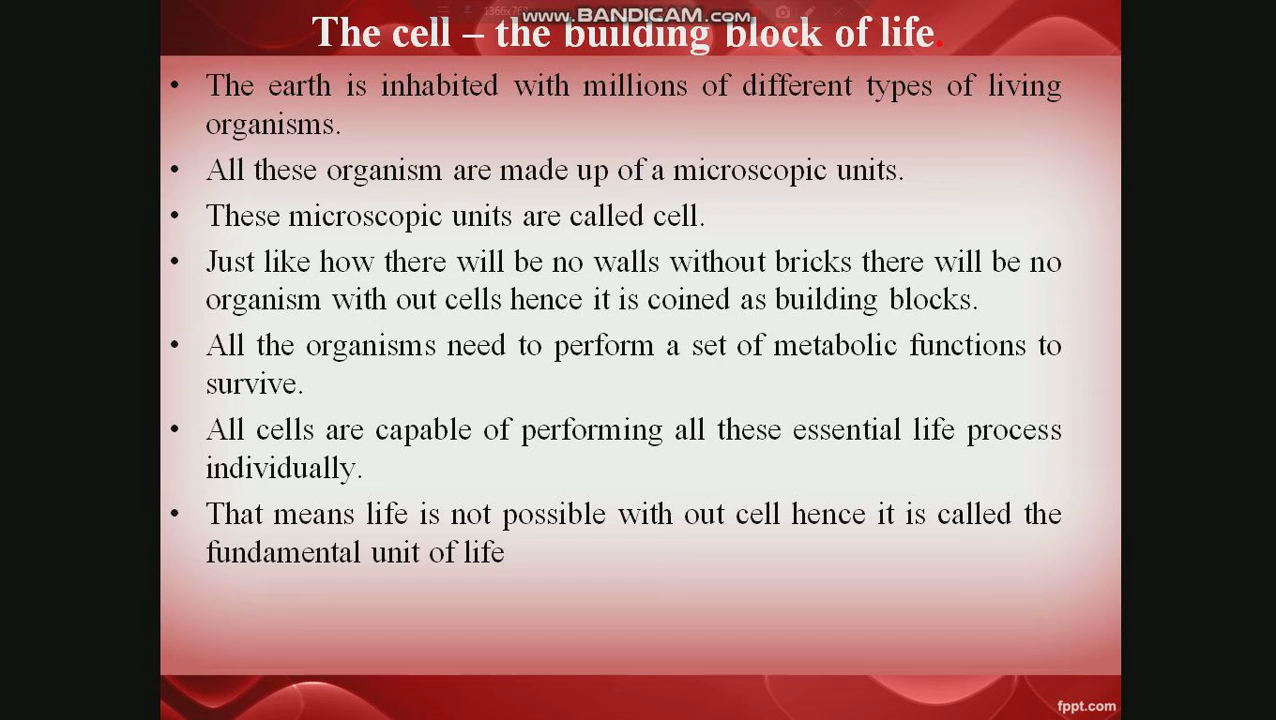 1366x768
www.BANDICAM.com
The cell – the building block of life.
• The earth is inhabited with millions of different types of living
organisms.
• All these organism are made up of a microscopic units.
• These microscopic units are called cell.
• Just like how there will be no walls without bricks there will be no
organism with out cells hence it is coined as building blocks.
• All the organisms need to perform a set of metabolic functions to
survive.
• All cells are capable of performing all these essential life process
individually.
• That means life is not possible with out cell hence it is called the
fundamental unit of life
fppt.com